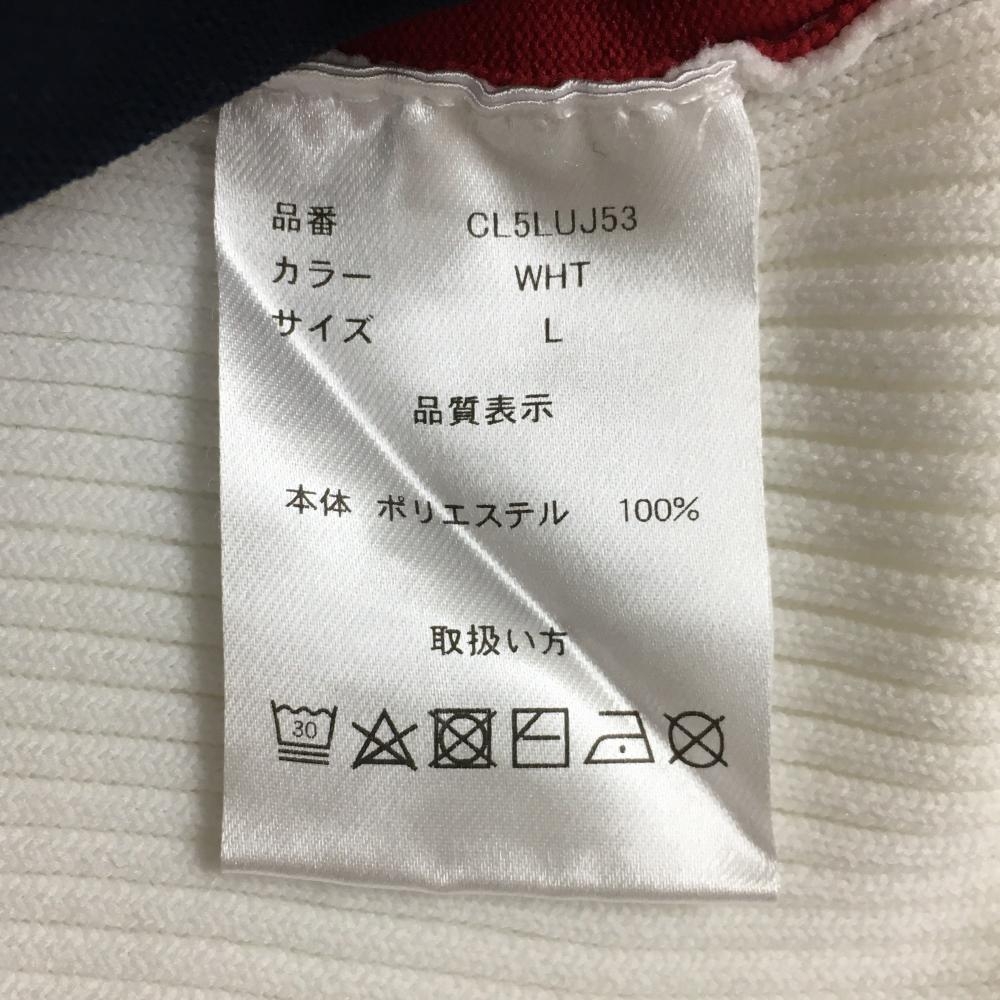 品番 CL5LUJ53
カラー WHT
サイズ L
品質表示
本体 ポリエステル 100%
取扱い方
30